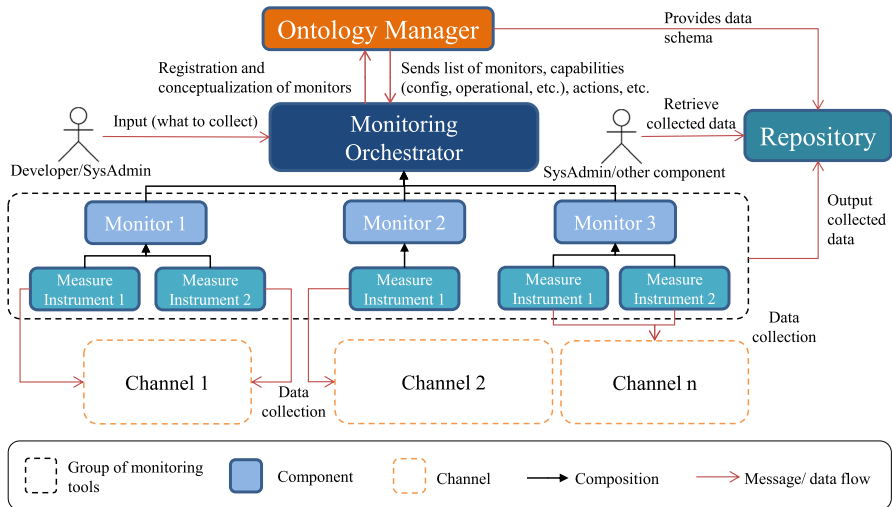 Ontology Manager
Provides data
schema
Registration and
conceptualization of monitors
Sends list of monitors, capabilities
(config, operational, etc.), actions, etc.
Input (what to collect)
Developer/SysAdmin
Monitoring
Orchestrator
Retrieve
collected data
SysAdmin/other component
Repository
Output
collected
data
Monitor 1
Monitor 2
Monitor 3
Measure
Instrument 1
Measure
Instrument 2
Measure
Instrument 1
Measure
Instrument 1
Measure
Instrument 2
Data
collection
Channel 1
Data
collection
Channel 2
Channel n
Group of monitoring
tools
Component
Channel
Composition
Message/ data flow